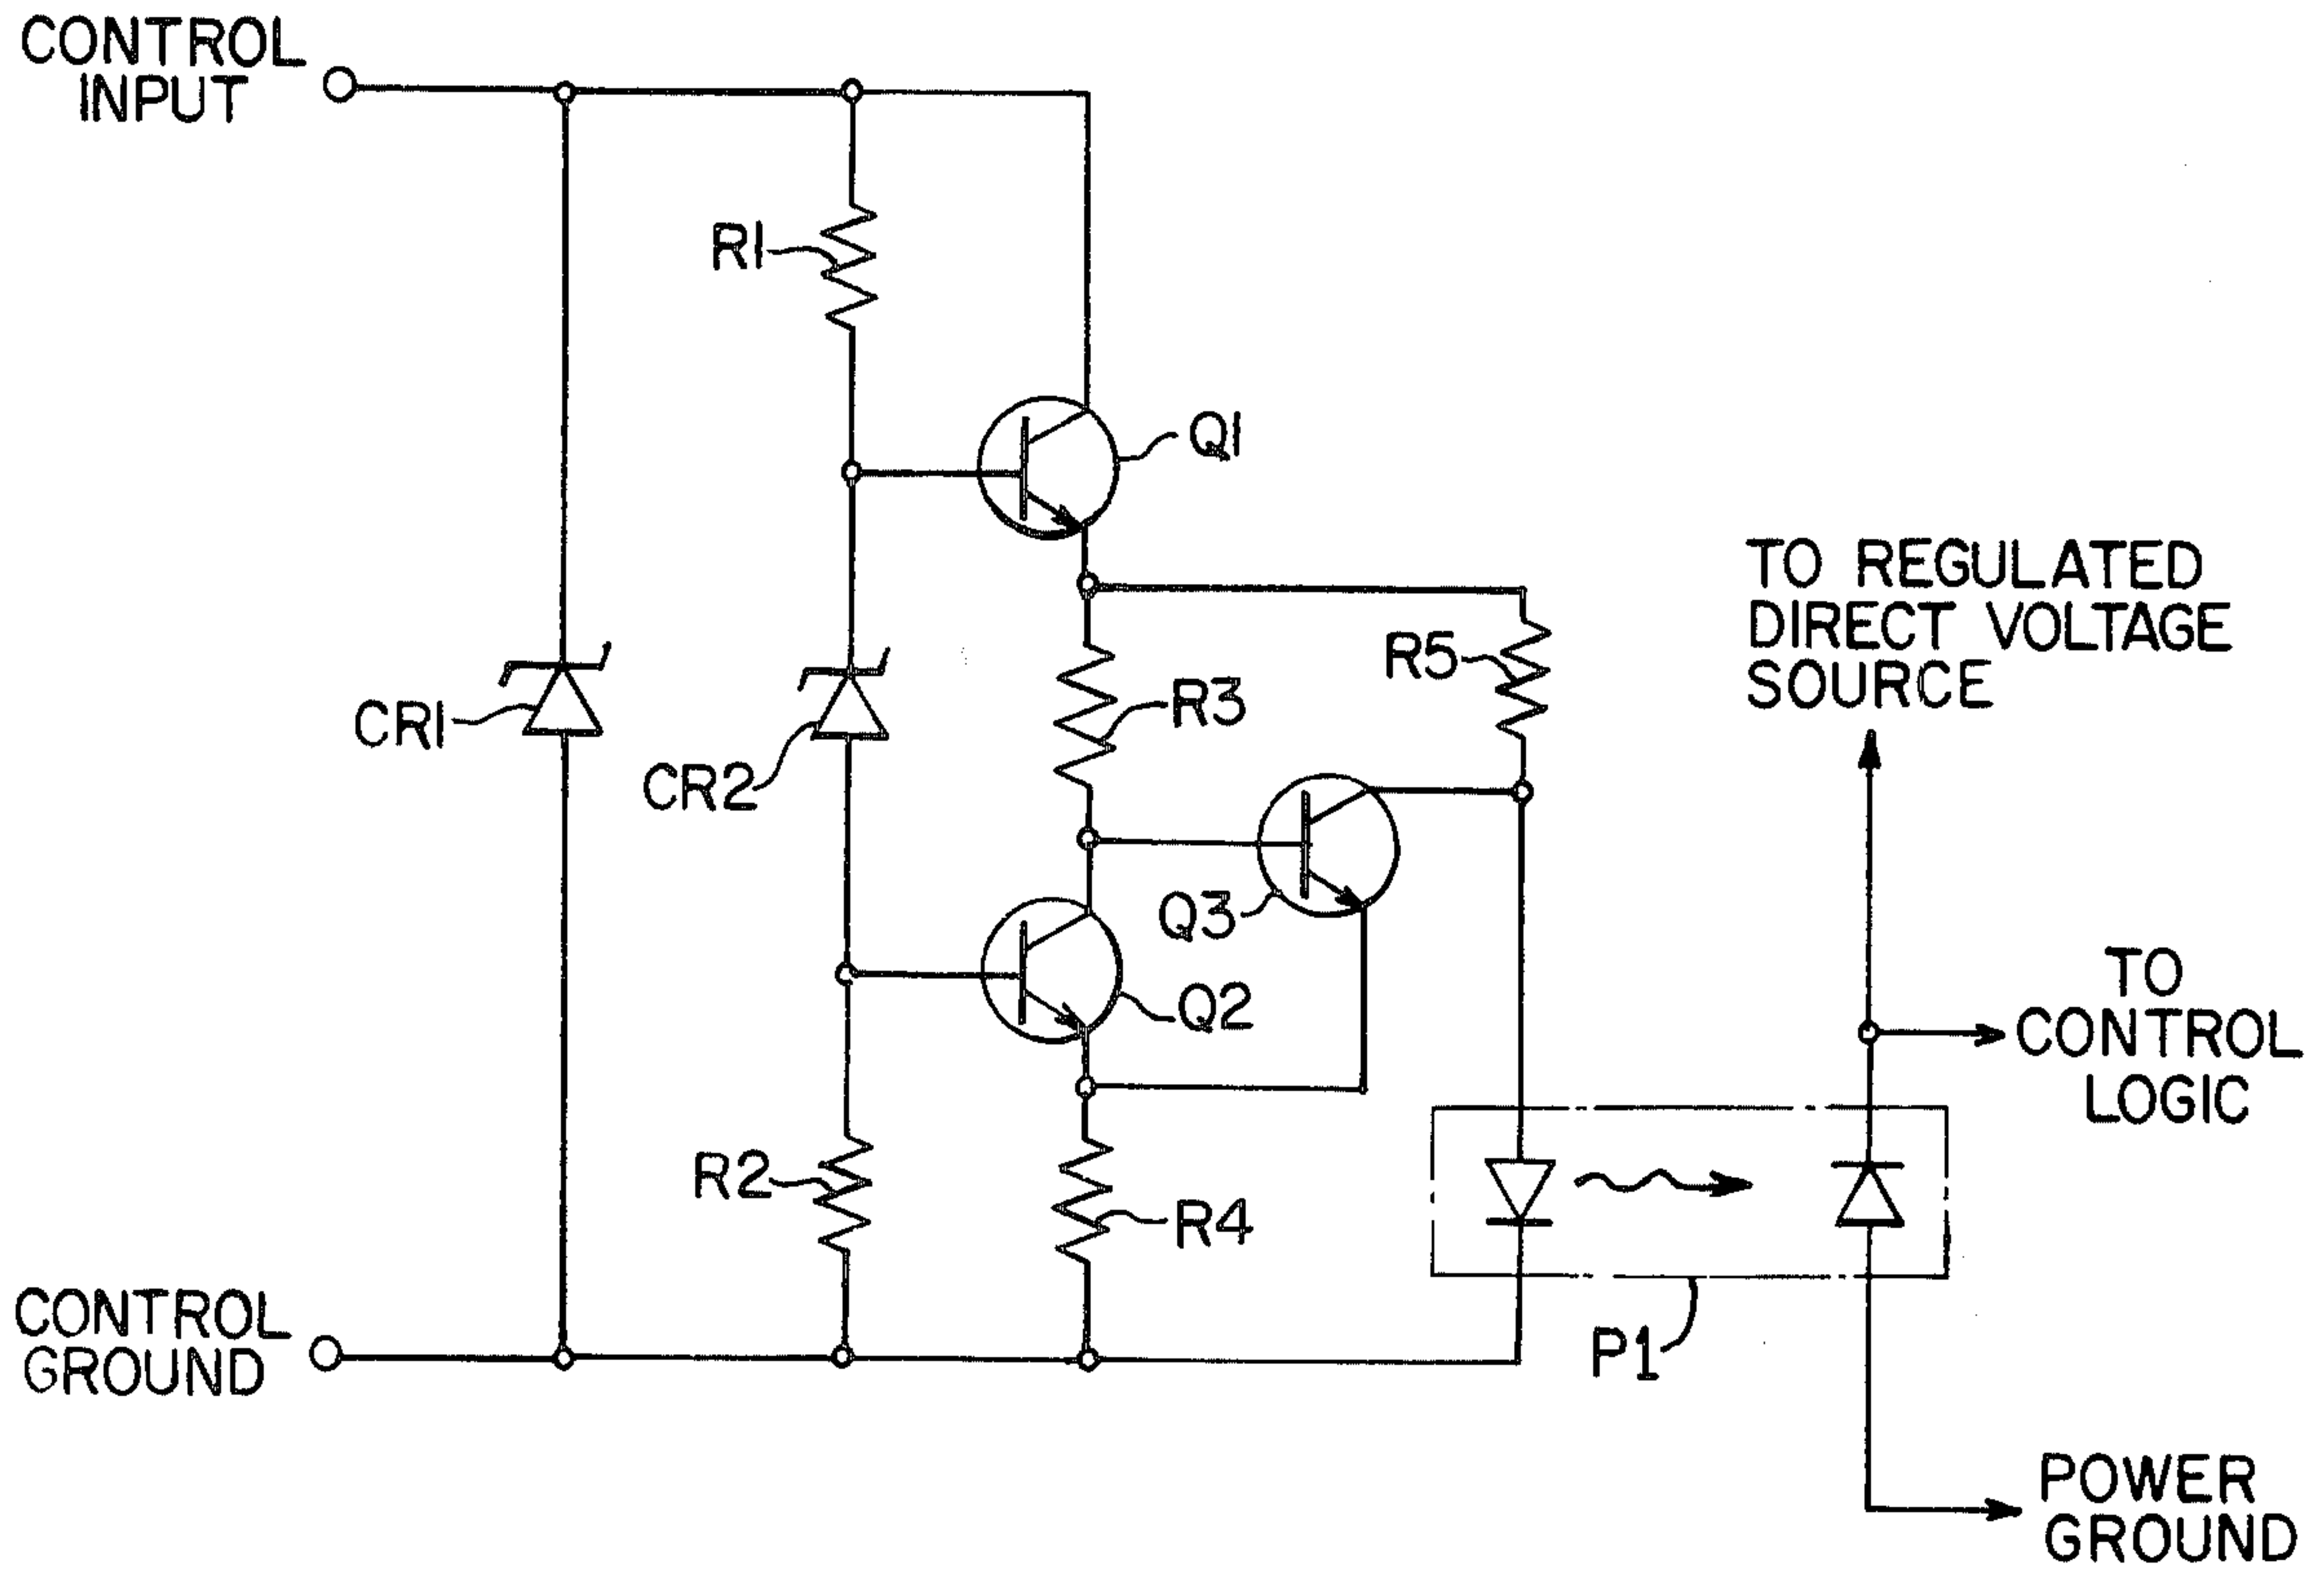 CONTROL
INPUT
R1
Q1
TO REGULATED
DIRECT VOLTAGE
SOURCE
R5
R3
CR1
CR2
Q3
TO
CONTROL
LOGIC
Q2
R2
R4
CONTROL
GROUND
P1
POWER
GROUND